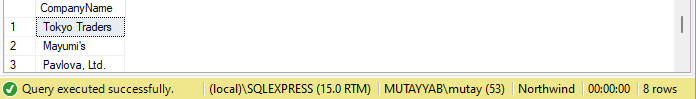 CompanyName
1 Tokyo Traders
2 Mayumi's
3 Pavlova, Ltd.
Query executed successfully. (local)\SQLEXPRESS (15.0 RTM) MUTAYYAB\mutay (53) Northwind 00:00:00 8 rows